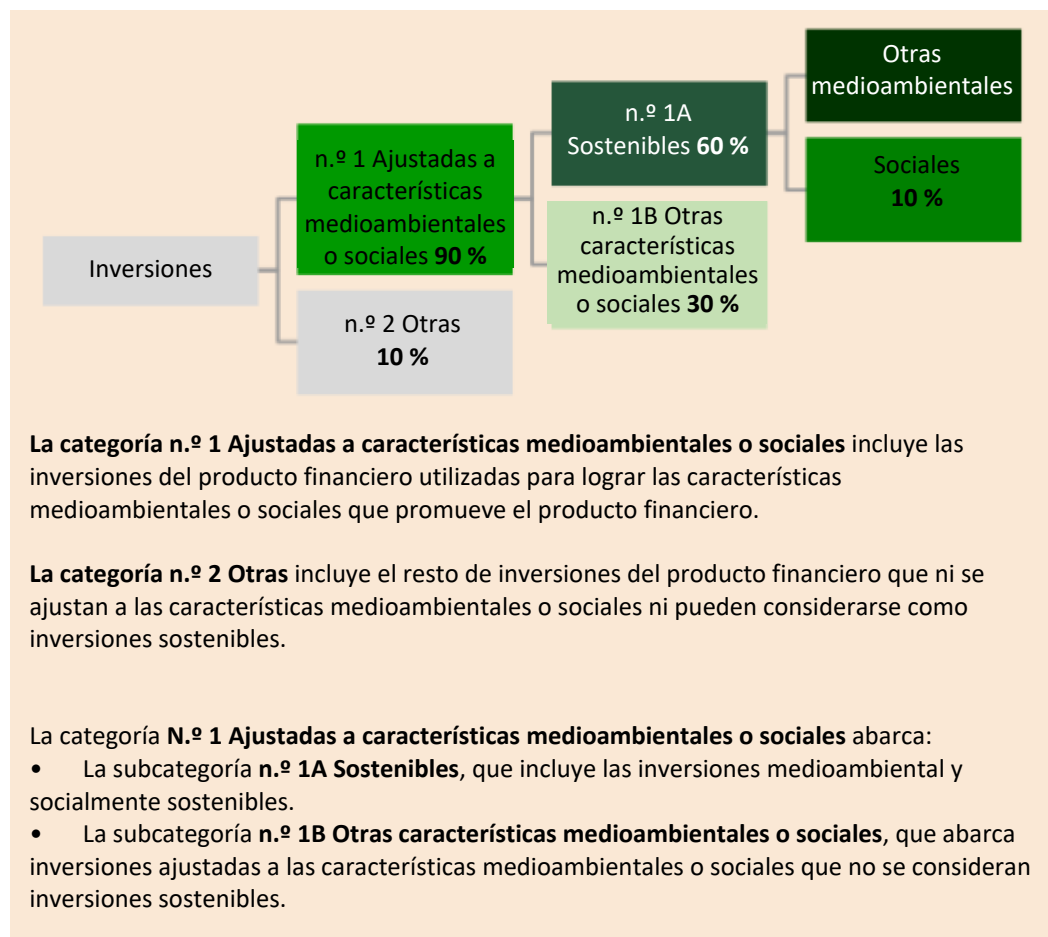 Otras
medioambientales
n.º 1A
Sostenibles 60 %
n.º 1 Ajustadas a
características
medioambientales
o sociales 90 %
Sociales
10 %
n.º 1B Otras
características
medioambientales
o sociales 30 %
Inversiones
n.º 2 Otras
10 %
La categoría n.º 1 Ajustadas a características medioambientales o sociales incluye las
inversiones del producto financiero utilizadas para lograr las características
medioambientales o sociales que promueve el producto financiero.
La categoría n.º 2 Otras incluye el resto de inversiones del producto financiero que ni se
ajustan a las características medioambientales o sociales ni pueden considerarse como
inversiones sostenibles.
La categoría N.º 1 Ajustadas a características medioambientales o sociales abarca:
• La subcategoría n.º 1A Sostenibles, que incluye las inversiones medioambiental y
socialmente sostenibles.
• La subcategoría n.º 1B Otras características medioambientales o sociales, que abarca
inversiones ajustadas a las características medioambientales o sociales que no se consideran
inversiones sostenibles.